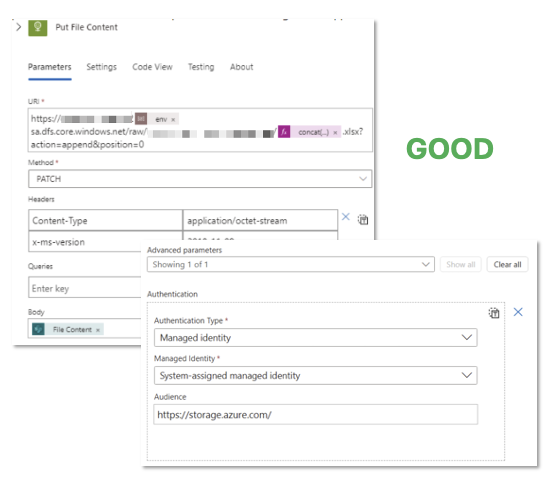 Put File Content
Parameters Settings Code View Testing About
URI *
https:// env ×
sa.dfs.core.windows.net/raw/ / fx concat(...) × .xlsx?
action=append&position=0
Method *
PATCH
Headers
Content-Type application/octet-stream
x-ms-version
Queries
Enter key
Body
File Content ×
GOOD
Advanced parameters
Showing 1 of 1 Show all Clear all
Authentication
Authentication Type *
Managed identity
Managed Identity *
System-assigned managed identity
Audience
https://storage.azure.com/